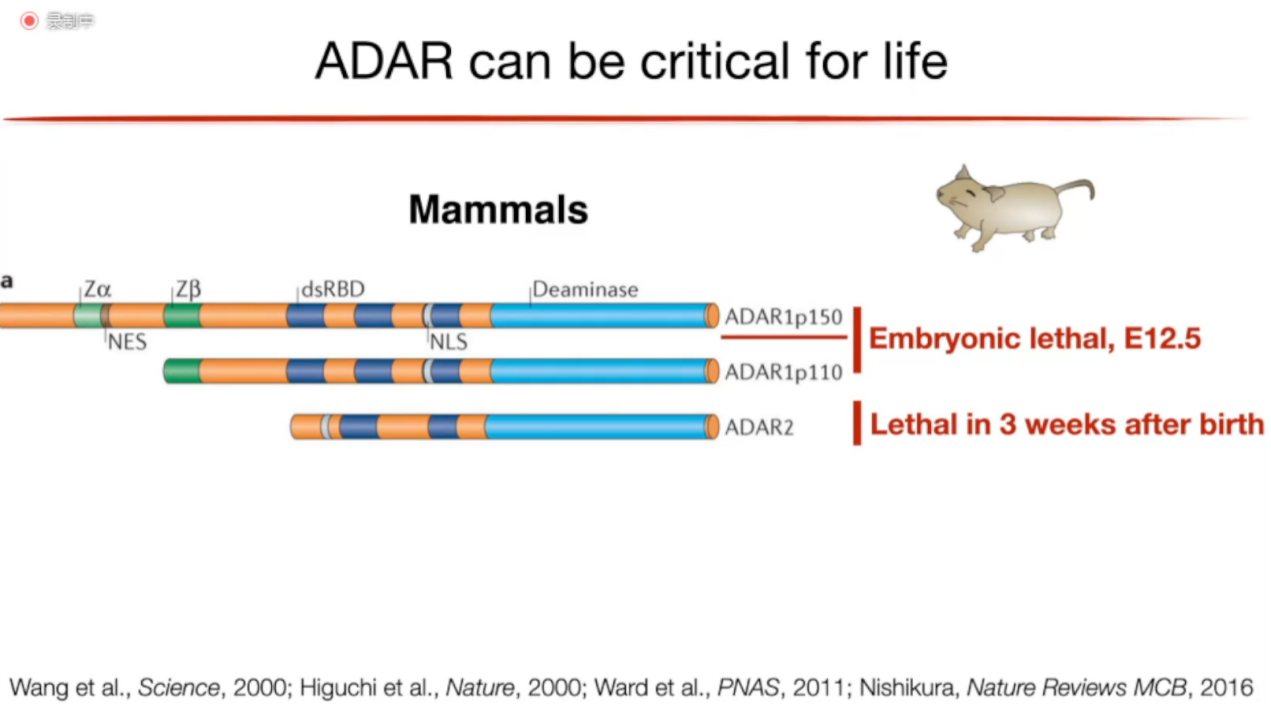 录制中
ADAR can be critical for life
Mammals
a
Zα Zβ dsRBD Deaminase
ADAR1p150
NES NLS
Embryonic lethal, E12.5
ADAR1p110
ADAR2
Lethal in 3 weeks after birth
Wang et al., Science, 2000; Higuchi et al., Nature, 2000; Ward et al., PNAS, 2011; Nishikura, Nature Reviews MCB, 2016